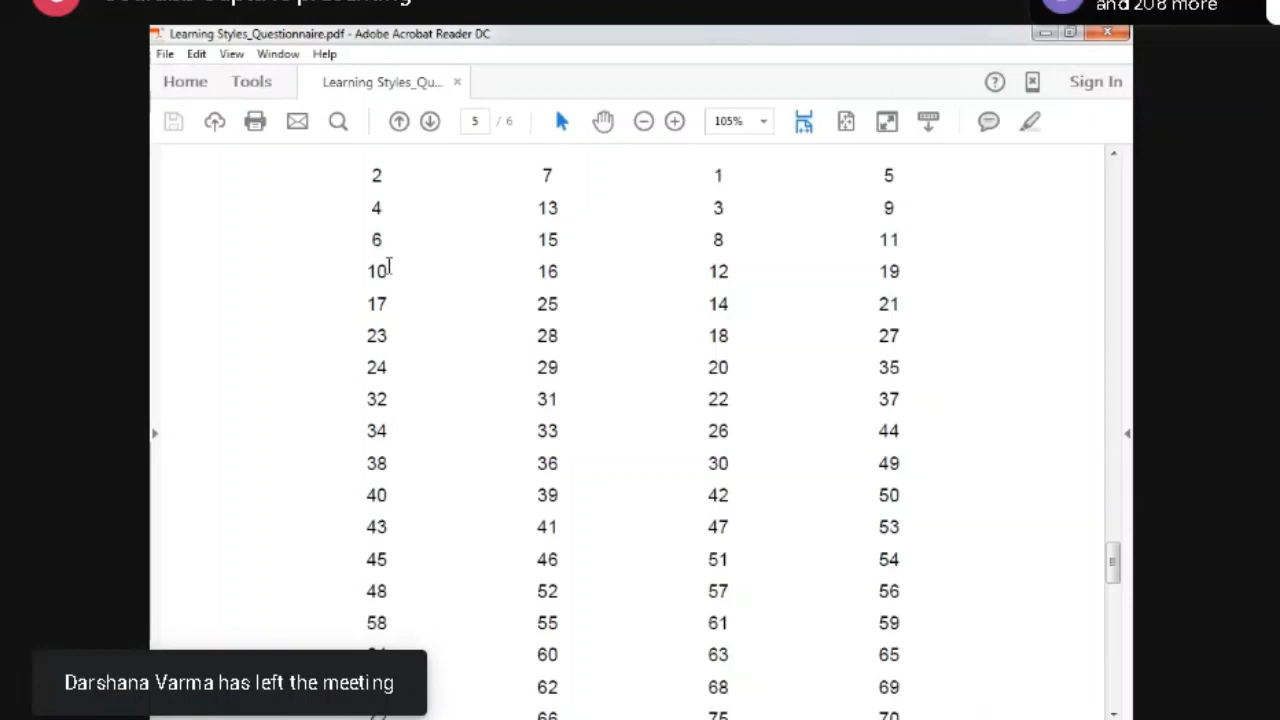 presenting
and 208 more
Learning Styles_Questionnaire.pdf - Adobe Acrobat Reader DC
File Edit View Window Help
Home Tools Learning Styles_Qu... × Sign In
5 / 6 105%
2 7 1 5
4 13 3 9
6 15 8 11
10 16 12 19
17 25 14 21
23 28 18 27
24 29 20 35
32 31 22 37
34 33 26 44
38 36 30 49
40 39 42 50
43 41 47 53
45 46 51 54
48 52 57 56
58 55 61 59
60 63 65
Darshana Varma has left the meeting
62 68 69
66 75 70